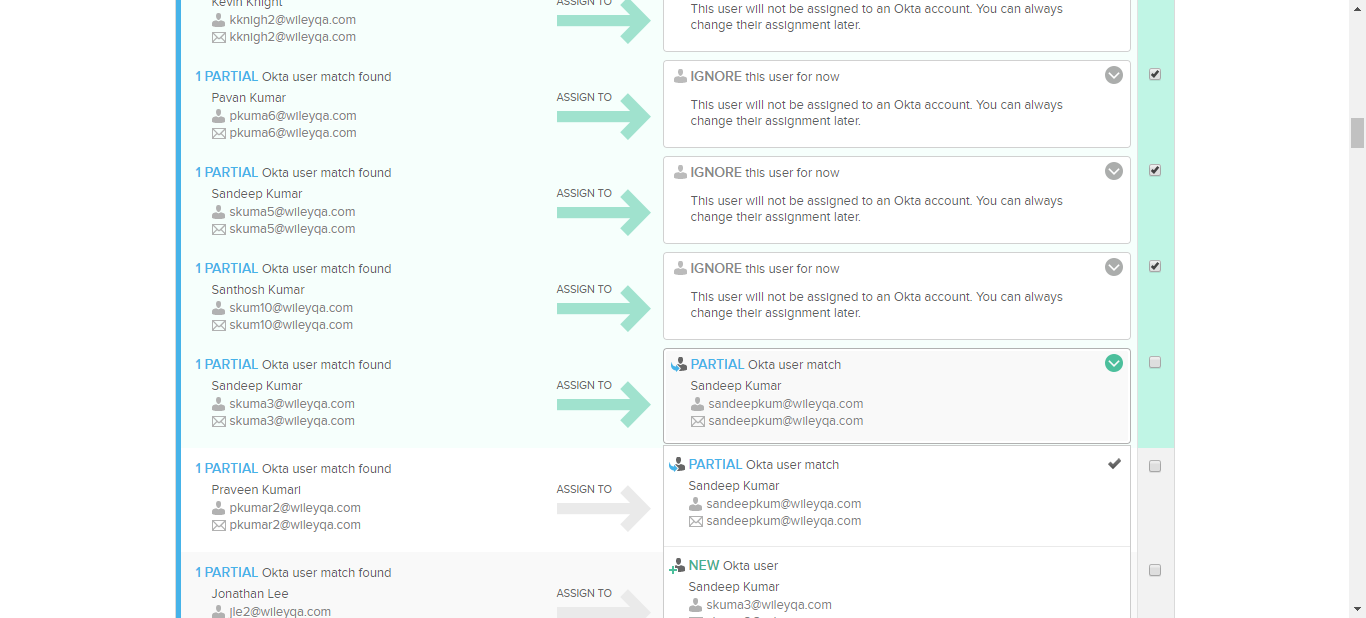 Kevin Knight
kknigh2@wileyqa.com
kknigh2@wileyqa.com
ASSIGN TO
This user will not be assigned to an Okta account. You can always
change their assignment later.
1 PARTIAL Okta user match found
Pavan Kumar
pkuma6@wileyqa.com
pkuma6@wileyqa.com
ASSIGN TO
IGNORE this user for now
This user will not be assigned to an Okta account. You can always
change their assignment later.
1 PARTIAL Okta user match found
Sandeep Kumar
skuma5@wileyqa.com
skuma5@wileyqa.com
ASSIGN TO
IGNORE this user for now
This user will not be assigned to an Okta account. You can always
change their assignment later.
1 PARTIAL Okta user match found
Santhosh Kumar
skum10@wileyqa.com
skum10@wileyqa.com
ASSIGN TO
IGNORE this user for now
This user will not be assigned to an Okta account. You can always
change their assignment later.
1 PARTIAL Okta user match found
Sandeep Kumar
skuma3@wileyqa.com
skuma3@wileyqa.com
ASSIGN TO
PARTIAL Okta user match
Sandeep Kumar
sandeepkum@wileyqa.com
sandeepkum@wileyqa.com
1 PARTIAL Okta user match found
Praveen Kumari
pkumar2@wileyqa.com
pkumar2@wileyqa.com
ASSIGN TO
PARTIAL Okta user match
Sandeep Kumar
sandeepkum@wileyqa.com
sandeepkum@wileyqa.com
1 PARTIAL Okta user match found
Jonathan Lee
jle2@wileyqa.com
ASSIGN TO
NEW Okta user
Sandeep Kumar
skuma3@wileyqa.com